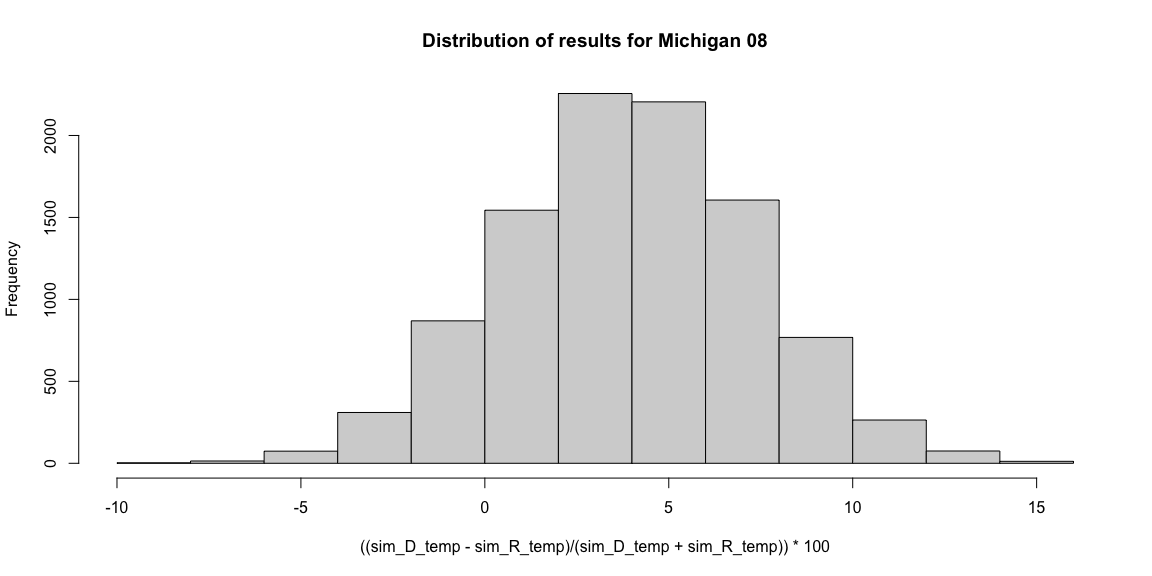 Distribution of results for Michigan 08
Frequency
2000
1500
1000
500
0
-10 -5 0 5 10 15
((sim_D_temp - sim_R_temp)/(sim_D_temp + sim_R_temp)) * 100